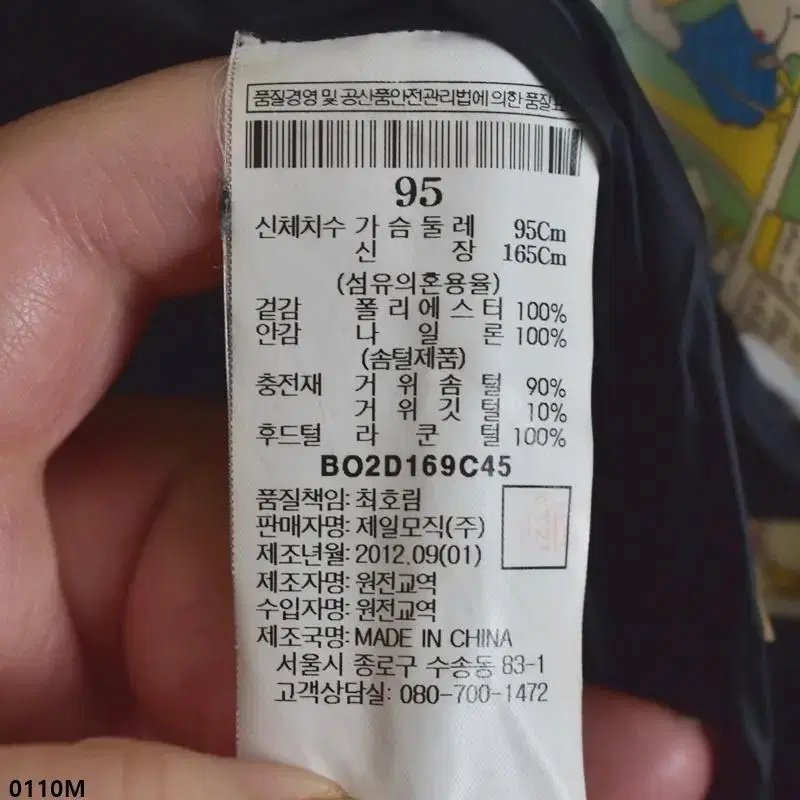 품질경영 및 공산품안전관리법에 의한 품질
95
신체치수 가슴둘레 95Cm
신장 165Cm
(섬유의혼용율)
겉감 폴리에스터 100%
안감 나일론 100%
(솜털제품)
충전재 거위솜털 90%
거위깃털 10%
후드털 라쿤털 100%
BO2D169C45
품질책임: 최호림
판매자명: 제일모직(주)
제조년월: 2012.09(01)
제조자명: 원전교역
수입자명: 원전교역
제조국명: MADE IN CHINA
서울시 종로구 수송동 83-1
고객상담실: 080-700-1472
0110M